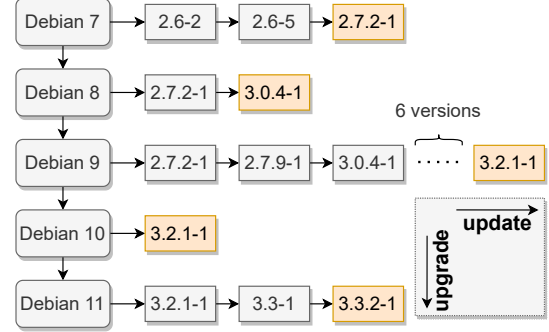 Debian 7 2.6-2 2.6-5 2.7.2-1
Debian 8 2.7.2-1 3.0.4-1
6 versions
Debian 9 2.7.2-1 2.7.9-1 3.0.4-1 ····· 3.2.1-1
Debian 10 3.2.1-1
update
upgrade
Debian 11 3.2.1-1 3.3-1 3.3.2-1